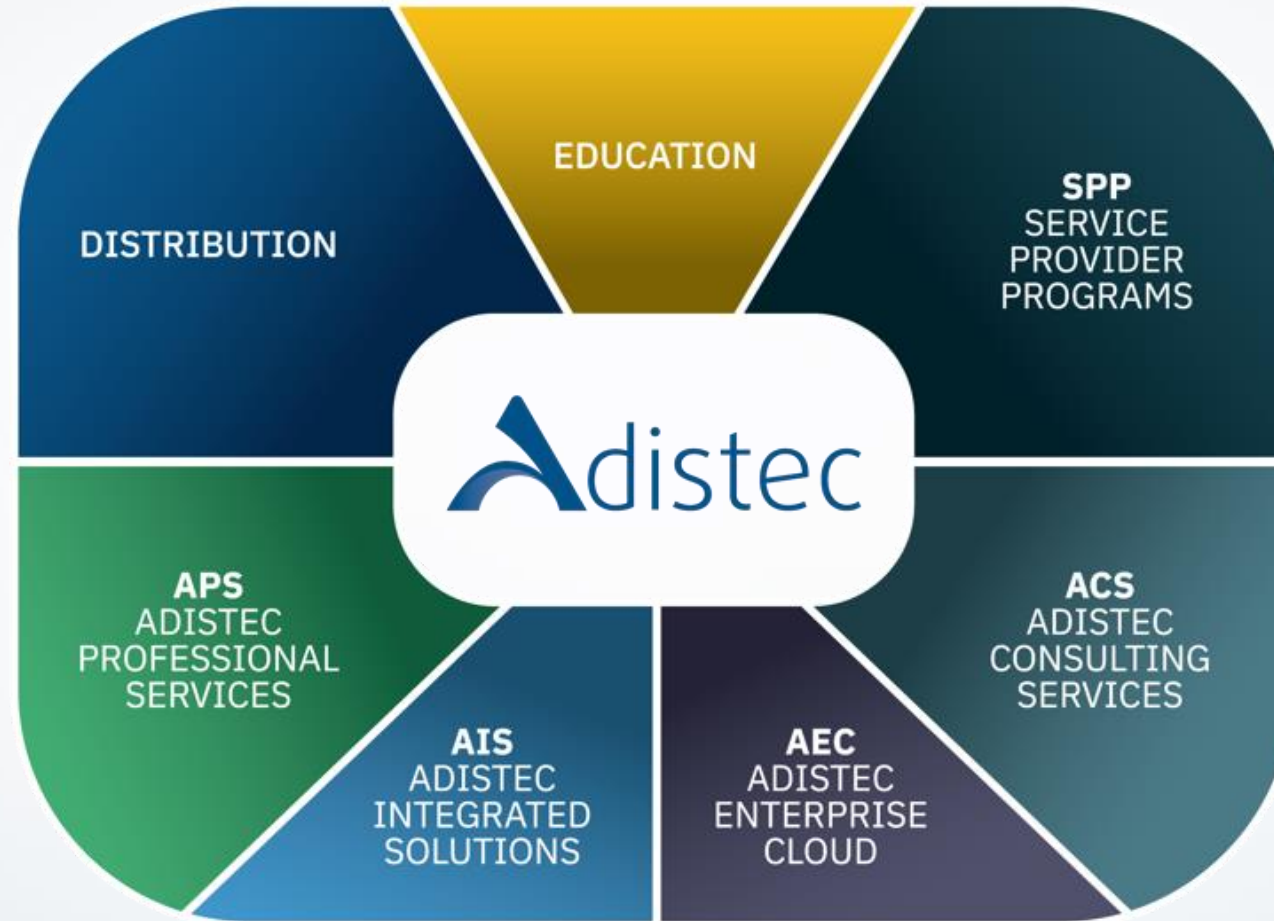 EDUCATION
DISTRIBUTION
SPP
SERVICE
PROVIDER
PROGRAMS
Adistec
APS
ADISTEC
PROFESSIONAL
SERVICES
AIS
ADISTEC
INTEGRATED
SOLUTIONS
AEC
ADISTEC
ENTERPRISE
CLOUD
ACS
ADISTEC
CONSULTING
SERVICES